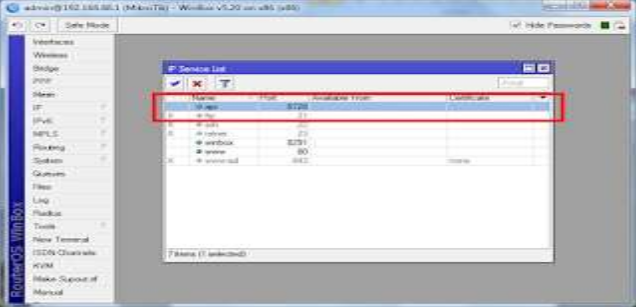 admin@192.168.88.1 (MikroTik) - WinBox v5.20 on x86 (x86)
Safe Mode
Hide Passwords
Interfaces
Wireless
Bridge
PPP
Mesh
IP
IPv6
MPLS
Routing
System
Queues
Files
Log
Radius
Tools
New Terminal
ISDN Channels
KVM
Make Supout.rif
Manual
RouterOS WinBox
IP Service List
Find
Name Port Available From Certificate
api 8728
X ftp 21
X ssh 22
X telnet 23
winbox 8291
www 80
X www-ssl 443 none
7 items (1 selected)